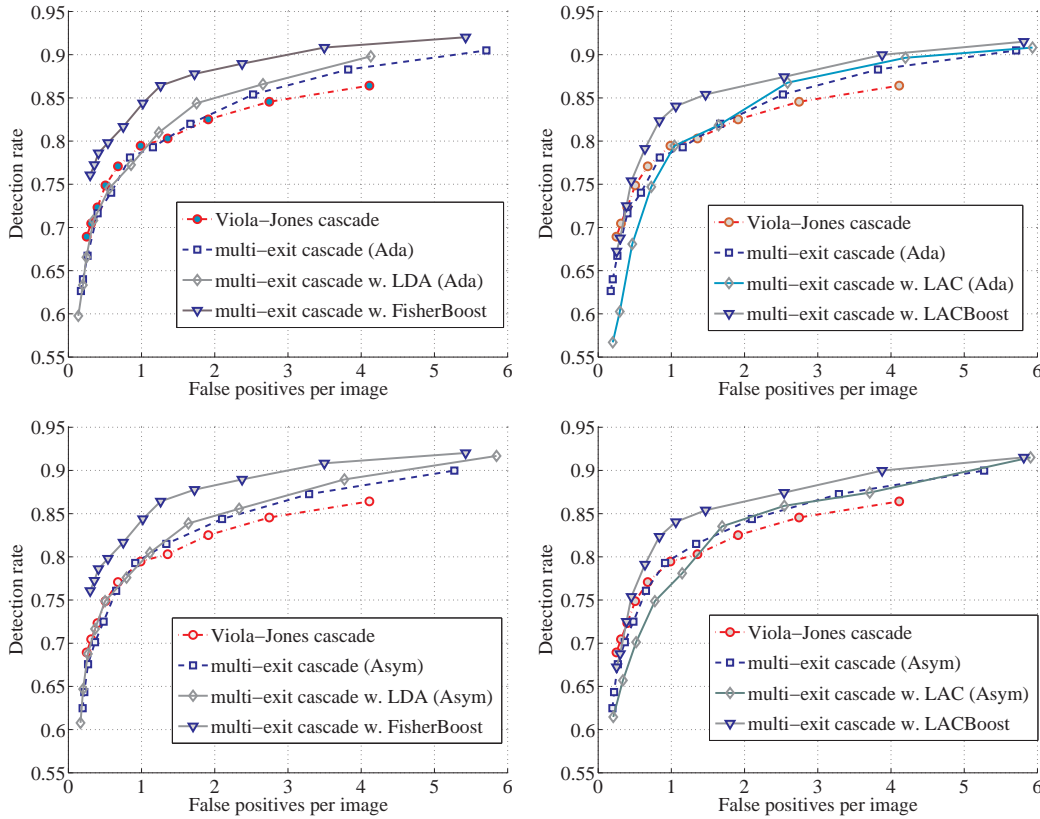 0.95
0.9
0.85
0.8
0.75
0.7
0.65
0.6
0.55
Detection rate
Viola−Jones cascade
multi−exit cascade (Ada)
multi−exit cascade w. LDA (Ada)
multi−exit cascade w. FisherBoost
0 1 2 3 4 5 6
False positives per image
0.95
0.9
0.85
0.8
0.75
0.7
0.65
0.6
0.55
Detection rate
Viola−Jones cascade
multi−exit cascade (Ada)
multi−exit cascade w. LAC (Ada)
multi−exit cascade w. LACBoost
0 1 2 3 4 5 6
False positives per image
0.95
0.9
0.85
0.8
0.75
0.7
0.65
0.6
0.55
Detection rate
Viola−Jones cascade
multi−exit cascade (Asym)
multi−exit cascade w. LDA (Asym)
multi−exit cascade w. FisherBoost
0 1 2 3 4 5 6
False positives per image
0.95
0.9
0.85
0.8
0.75
0.7
0.65
0.6
0.55
Detection rate
Viola−Jones cascade
multi−exit cascade (Asym)
multi−exit cascade w. LAC (Asym)
multi−exit cascade w. LACBoost
0 1 2 3 4 5 6
False positives per image